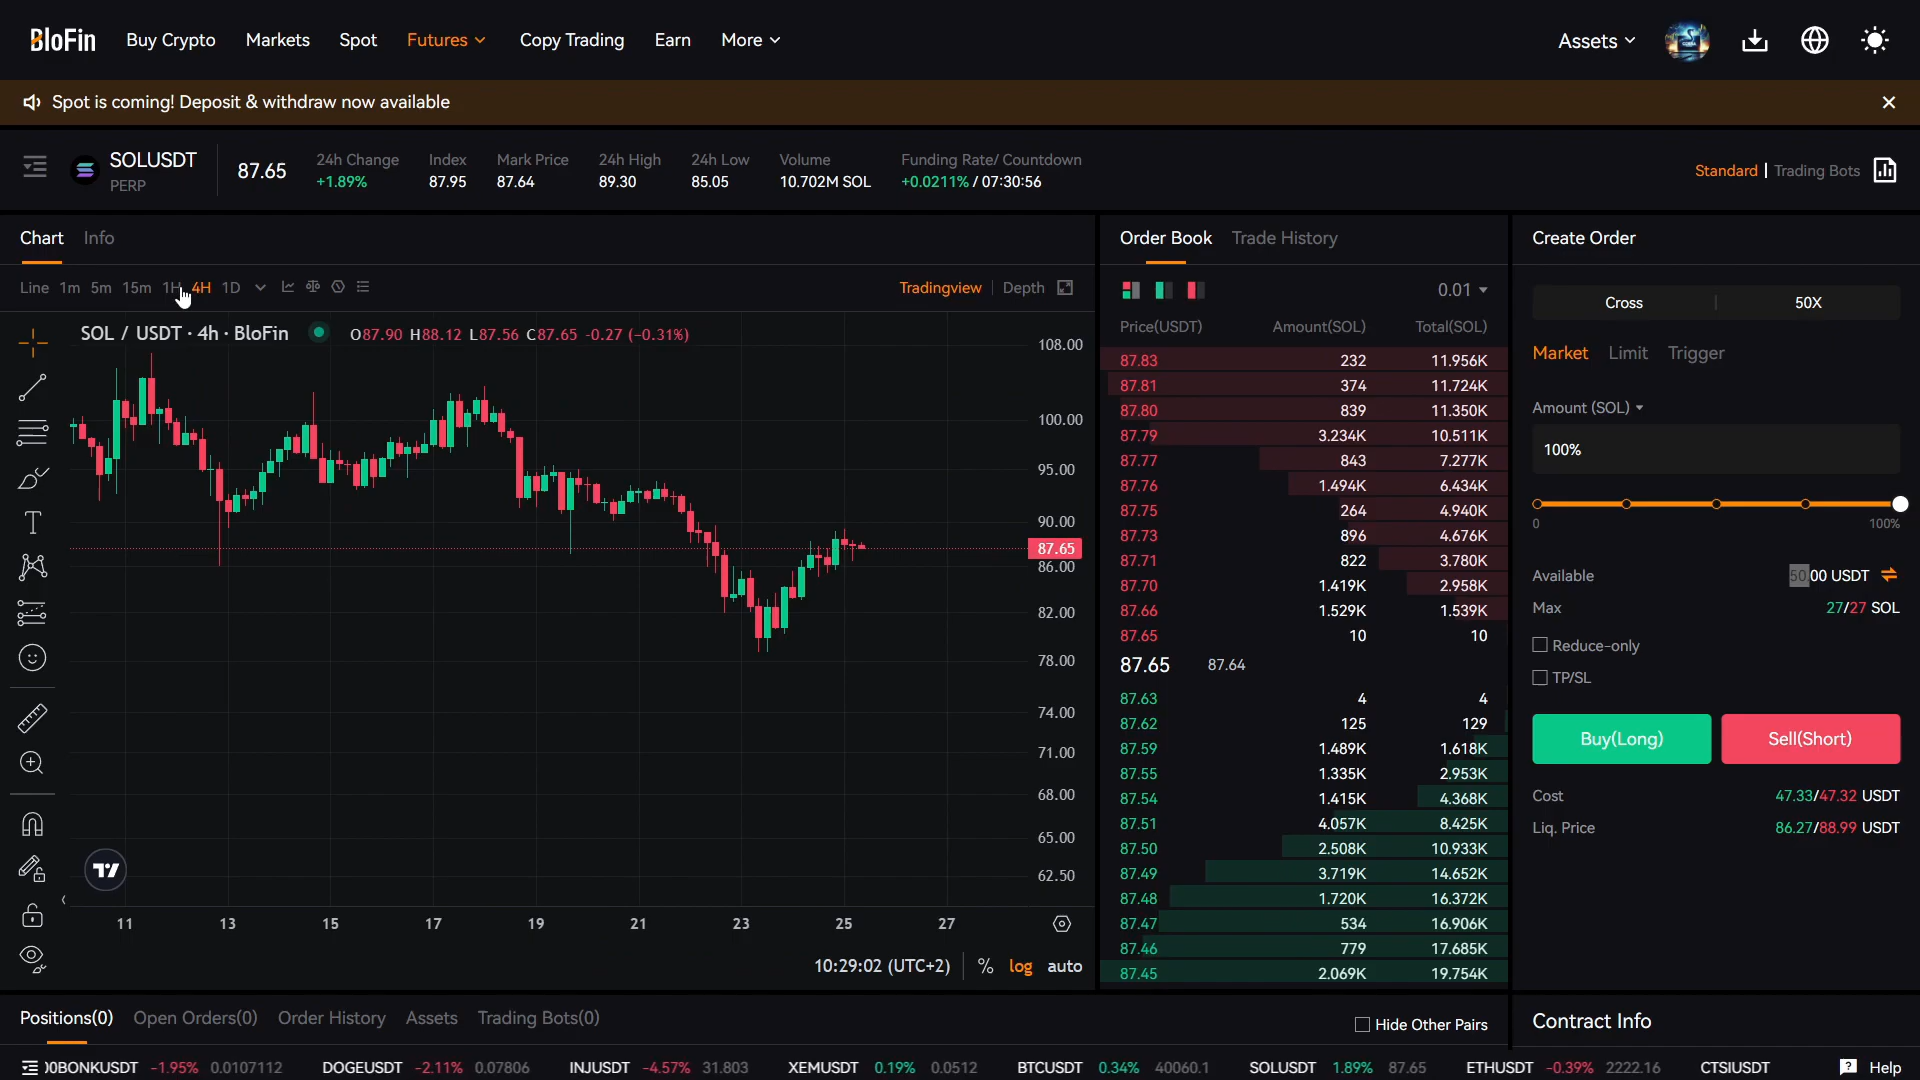 BloFin Buy Crypto Markets Spot Futures Copy Trading Earn More Assets
Spot is coming! Deposit & withdraw now available
SOLUSDT
PERP
87.65
24h Change Index Mark Price 24h High 24h Low Volume Funding Rate/ Countdown
+1.89% 87.95 87.64 89.30 85.05 10.702M SOL +0.0211% / 07:30:56
Standard | Trading Bots
Chart Info
Line 1m 5m 15m 1H 4H 1D
Tradingview Depth
SOL / USDT · 4h · BloFin O87.90 H88.12 L87.56 C87.65 -0.27 (-0.31%)
108.00
100.00
95.00
90.00
87.65
86.00
82.00
78.00
74.00
71.00
68.00
65.00
62.50
11 13 15 17 19 21 23 25 27
10:29:02 (UTC+2) % log auto
Order Book Trade History
0.01
Price(USDT) Amount(SOL) Total(SOL)
87.83 232 11.956K
87.81 374 11.724K
87.80 839 11.350K
87.79 3.234K 10.511K
87.77 843 7.277K
87.76 1.494K 6.434K
87.75 264 4.940K
87.73 896 4.676K
87.71 822 3.780K
87.70 1.419K 2.958K
87.66 1.529K 1.539K
87.65 10 10
87.65 87.64
87.63 4 4
87.62 125 129
87.59 1.489K 1.618K
87.55 1.335K 2.953K
87.54 1.415K 4.368K
87.51 4.057K 8.425K
87.50 2.508K 10.933K
87.49 3.719K 14.652K
87.48 1.720K 16.372K
87.47 534 16.906K
87.46 779 17.685K
87.45 2.069K 19.754K
Create Order
Cross 50X
Market Limit Trigger
Amount (SOL)
100%
0 100%
Available 50.00 USDT
Max 27/27 SOL
Reduce-only
TP/SL
Buy(Long) Sell(Short)
Cost 47.33/47.32 USDT
Liq. Price 86.27/88.99 USDT
Positions(0) Open Orders(0) Order History Assets Trading Bots(0)
Hide Other Pairs
Contract Info
00BONKUSDT -1.95% 0.0107112 DOGEUSDT -2.11% 0.07806 INJUSDT -4.57% 31.803 XEMUSDT 0.19% 0.0512 BTCUSDT 0.34% 40060.1 SOLUSDT 1.89% 87.65 ETHUSDT -0.39% 2222.16 CTSIUSDT Help